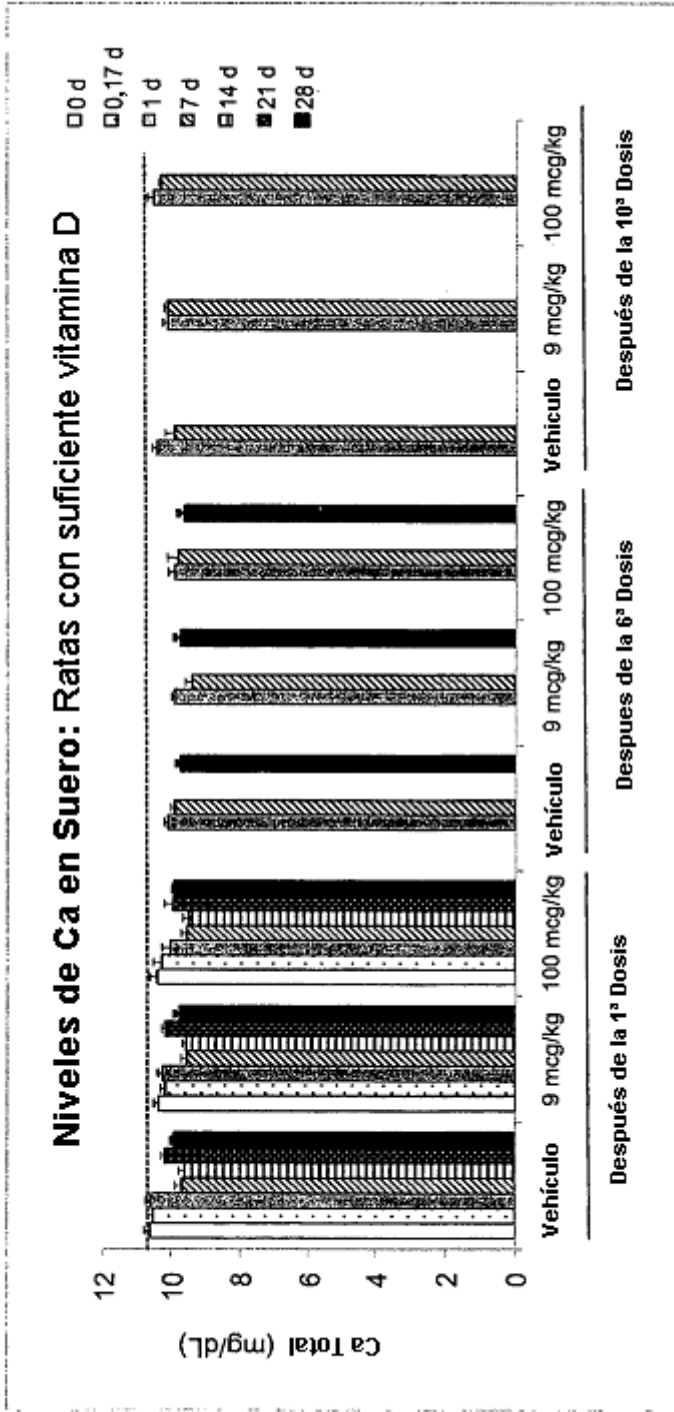 Niveles de Ca en Suero: Ratas con suficiente vitamina D
0 d
0,17 d
1 d
7 d
14 d
21 d
28 d
Ca Total (mg/dL)
12
10
8
6
4
2
0
Vehículo 9 mcg/kg 100 mcg/kg Vehículo 9 mcg/kg 100 mcg/kg Vehículo 9 mcg/kg 100 mcg/kg
Después de la 1ª Dosis Despues de la 6ª Dosis Después de la 10ª Dosis